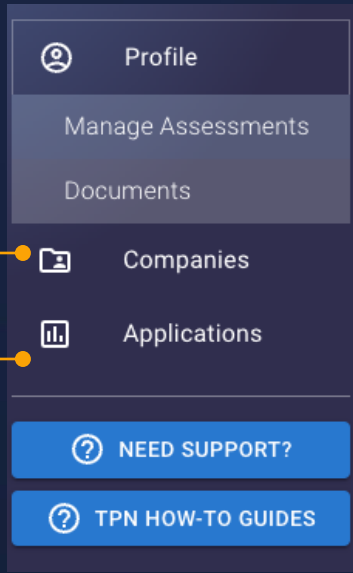 Profile
Manage Assessments
Documents
Companies
Applications
NEED SUPPORT?
TPN HOW-TO GUIDES